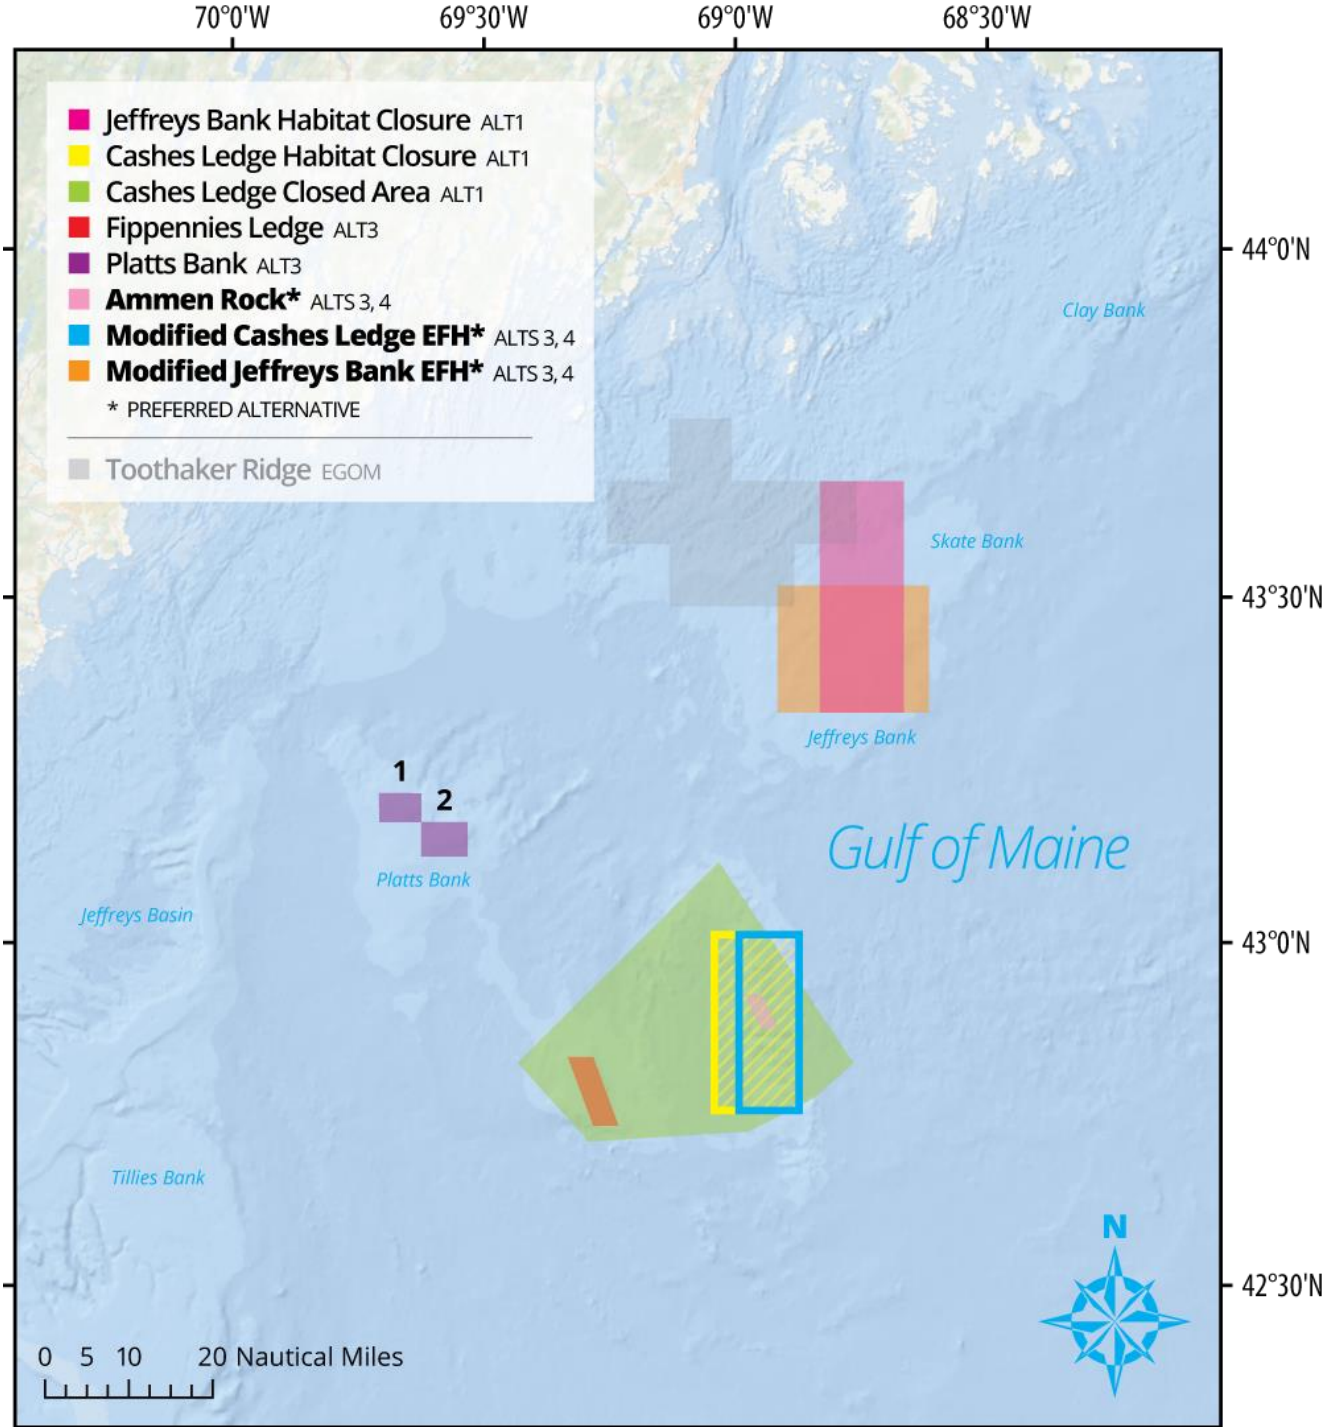 70°0'W 69°30'W 69°0'W 68°30'W
Jeffreys Bank Habitat Closure ALT1
Cashes Ledge Habitat Closure ALT1
Cashes Ledge Closed Area ALT1
Fippennies Ledge ALT3
Platts Bank ALT3
Ammen Rock* ALTS 3, 4
Modified Cashes Ledge EFH* ALTS 3, 4
Modified Jeffreys Bank EFH* ALTS 3, 4
* PREFERRED ALTERNATIVE
Toothaker Ridge EGOM
44°0'N
Clay Bank
Skate Bank
43°30'N
Jeffreys Bank
1
2
Gulf of Maine
Platts Bank
Jeffreys Basin
43°0'N
Tillies Bank
N
42°30'N
0 5 10 20 Nautical Miles